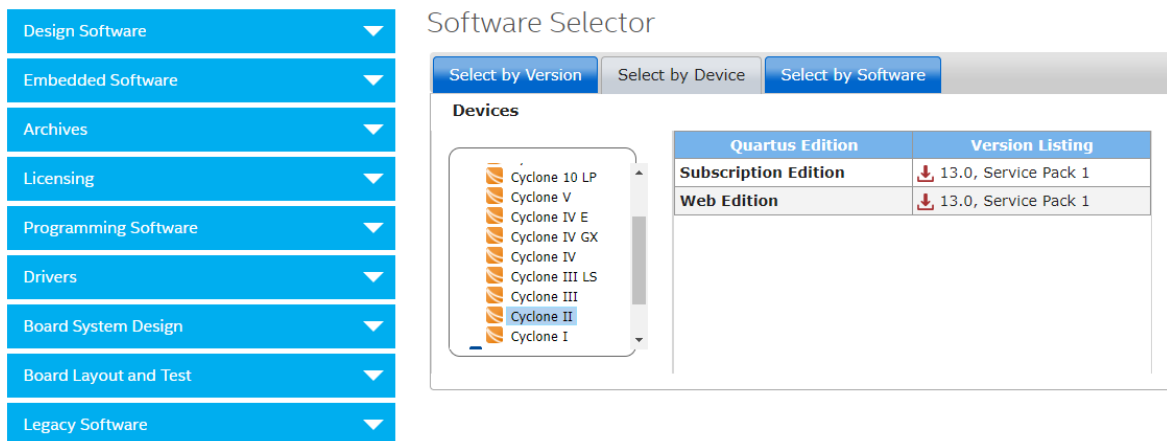 Design Software
Embedded Software
Archives
Licensing
Programming Software
Drivers
Board System Design
Board Layout and Test
Legacy Software
Software Selector
Select by Version Select by Device Select by Software
Devices
Cyclone 10 LP
Cyclone V
Cyclone IV E
Cyclone IV GX
Cyclone IV
Cyclone III LS
Cyclone III
Cyclone II
Cyclone I
Quartus Edition Version Listing
Subscription Edition 13.0, Service Pack 1
Web Edition 13.0, Service Pack 1